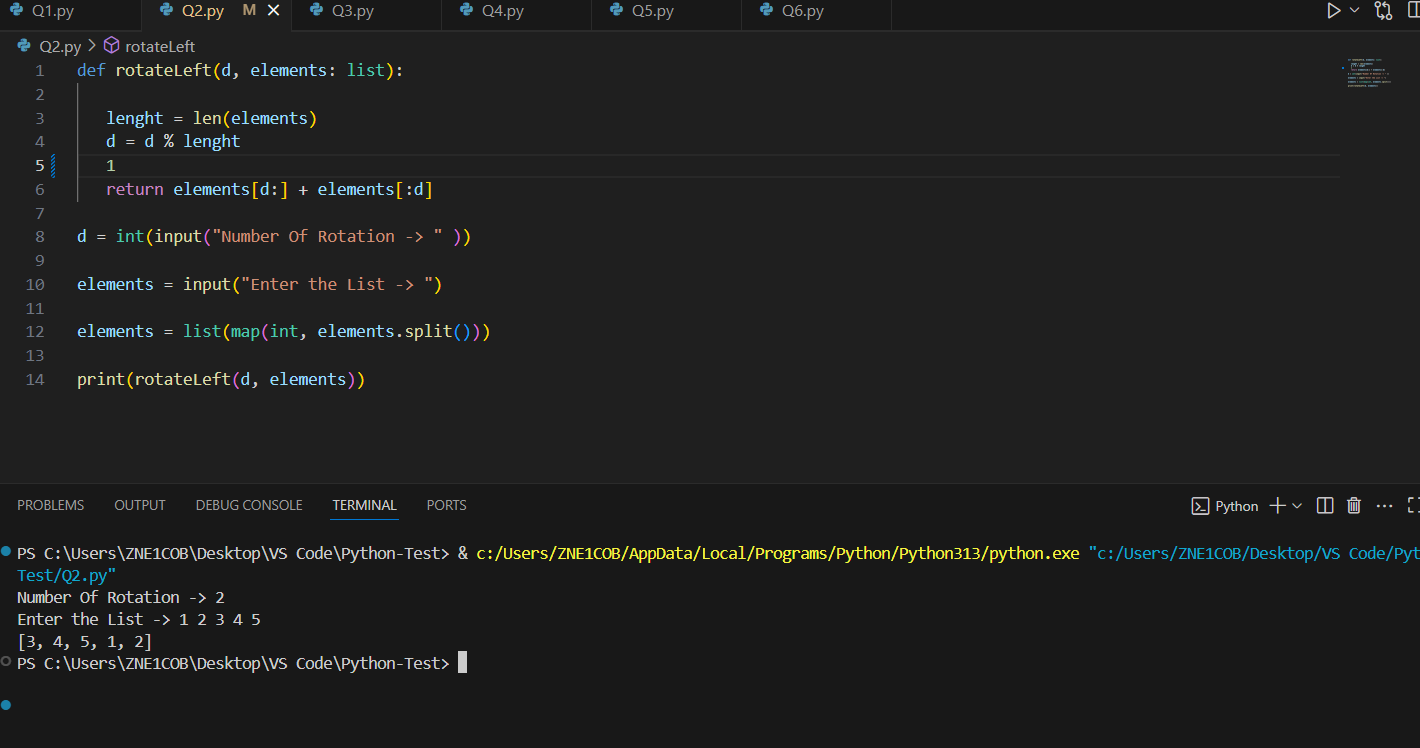 Q1.py Q2.py M Q3.py Q4.py Q5.py Q6.py
Q2.py > rotateLeft
1 def rotateLeft(d, elements: list):
2
3 lenght = len(elements)
4 d = d % lenght
5 1
6 return elements[d:] + elements[:d]
7
8 d = int(input("Number Of Rotation -> " ))
9
10 elements = input("Enter the List -> ")
11
12 elements = list(map(int, elements.split()))
13
14 print(rotateLeft(d, elements))
PROBLEMS OUTPUT DEBUG CONSOLE TERMINAL PORTS Python
PS C:\Users\ZNE1COB\Desktop\VS Code\Python-Test> & c:/Users/ZNE1COB/AppData/Local/Programs/Python/Python313/python.exe "c:/Users/ZNE1COB/Desktop/VS Code/Pyt
Test/Q2.py"
Number Of Rotation -> 2
Enter the List -> 1 2 3 4 5
[3, 4, 5, 1, 2]
PS C:\Users\ZNE1COB\Desktop\VS Code\Python-Test>